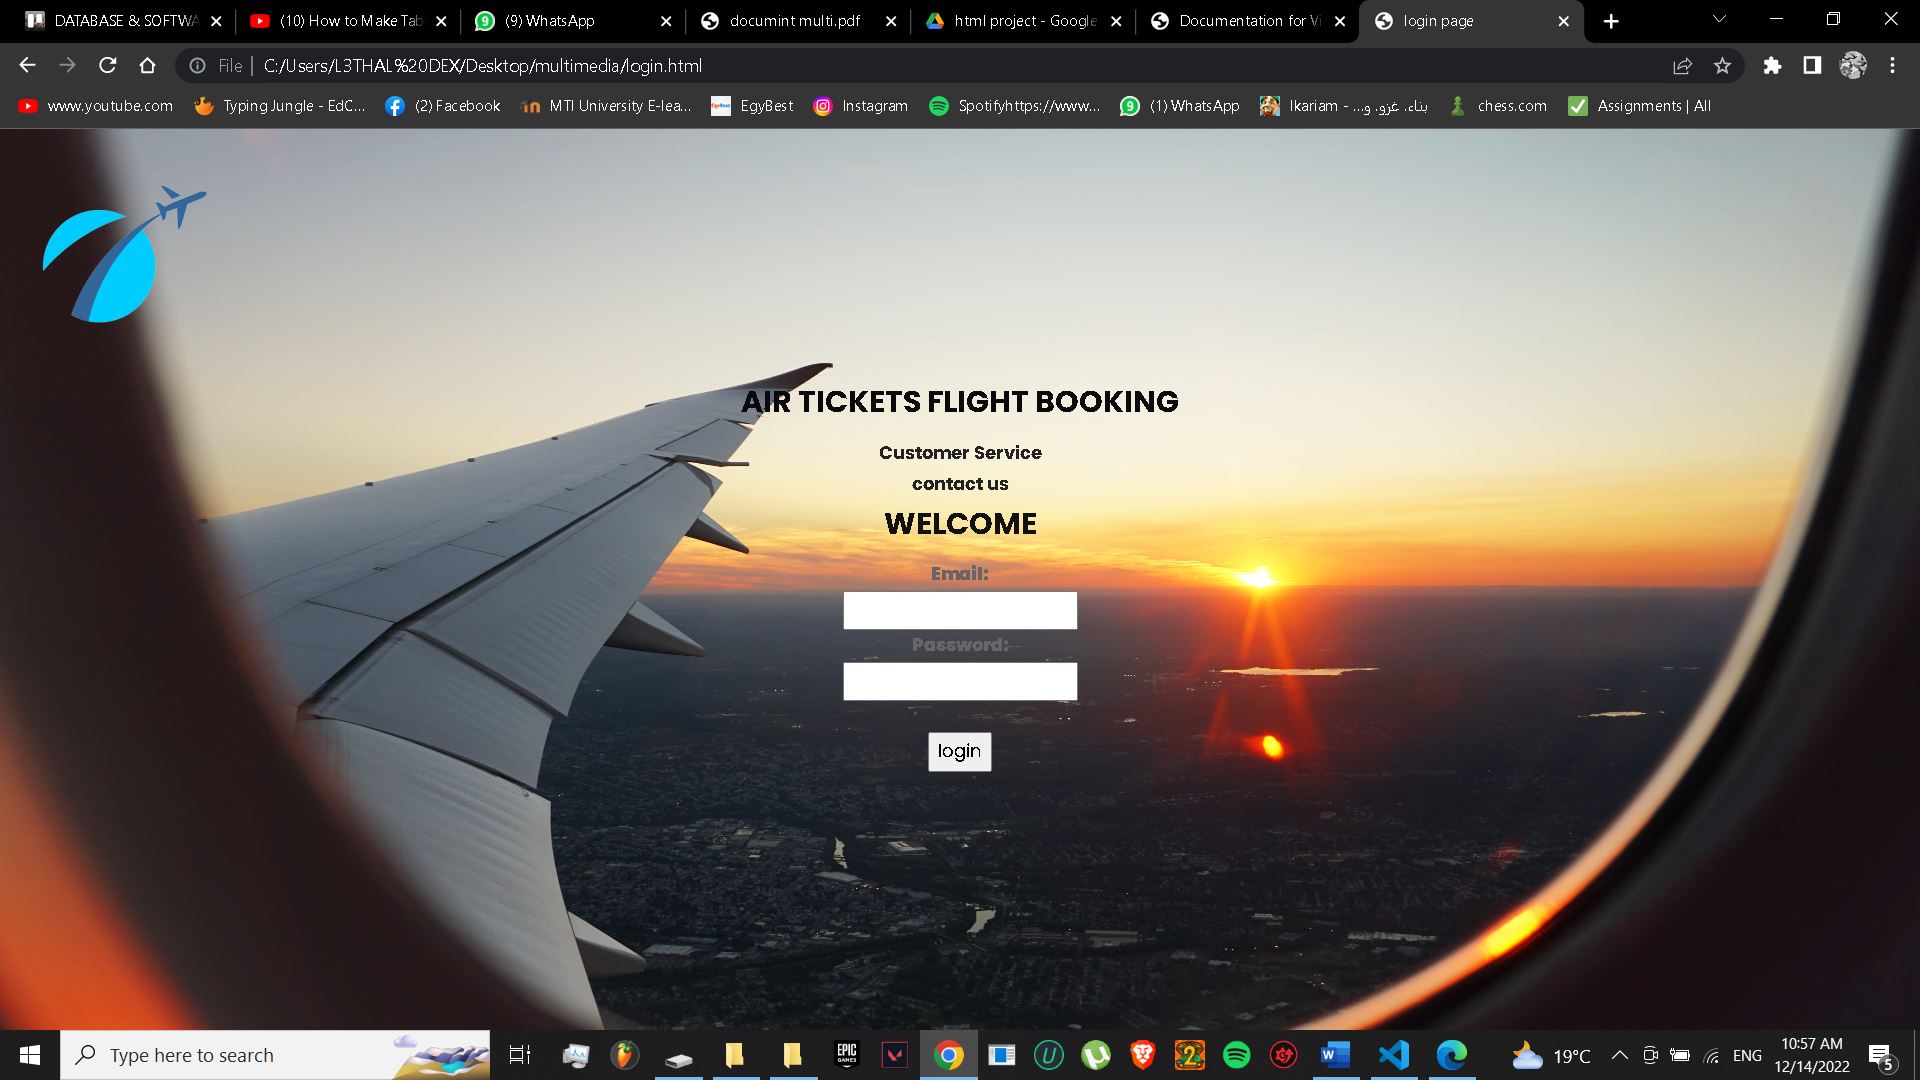 DATABASE & SOFTWA
(10) How to Make Tab
(9) WhatsApp
documint multi.pdf
html project - Google
Documentation for Vi
login page
File
C:/Users/L3THAL%20DEX/Desktop/multimedia/login.html
www.youtube.com
Typing Jungle - EdC...
(2) Facebook
MTI University E-lea...
EgyBest
Instagram
Spotifyhttps://www...
(1) WhatsApp
Ikariam - ...بناء، غزو، و
chess.com
Assignments | All
AIR TICKETS FLIGHT BOOKING
Customer Service
contact us
WELCOME
Email:
Password:
login
Type here to search
EPIC
GAMES
19°C
ENG
10:57 AM
12/14/2022
5